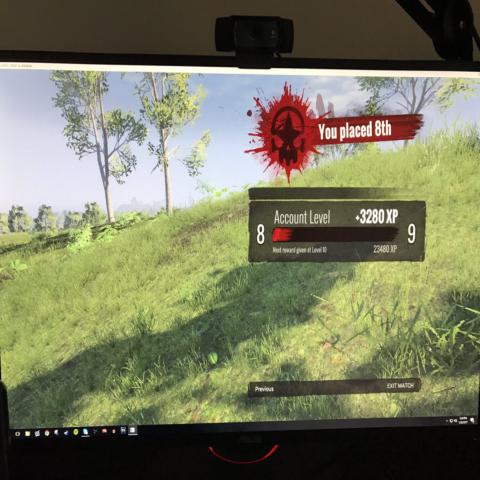 You placed 8th
Account Level +3280 XP
8 9
Next reward given at Level 10 23480 XP
Previous EXIT MATCH